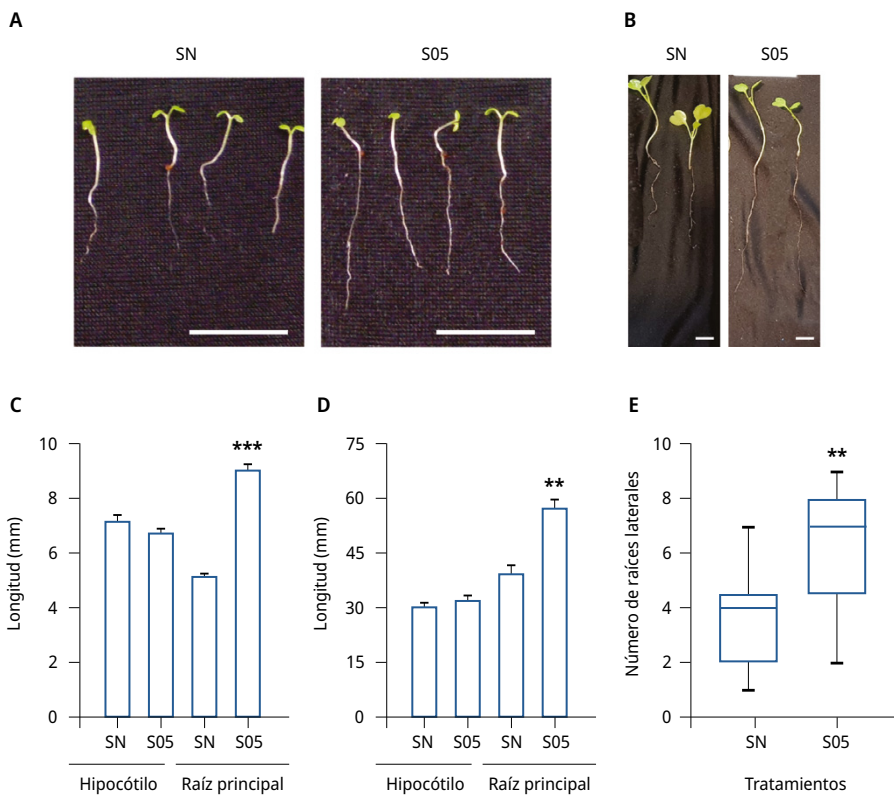 A
SN
S05
B
SN
S05
C
Longitud (mm)
10
8
6
4
2
0
***
SN
S05
SN
S05
Hipocótilo
Raíz principal
D
Longitud (mm)
75
60
45
30
15
0
**
SN
S05
SN
S05
Hipocótilo
Raíz principal
E
Número de raíces laterales
10
8
6
4
2
0
**
SN
S05
Tratamientos